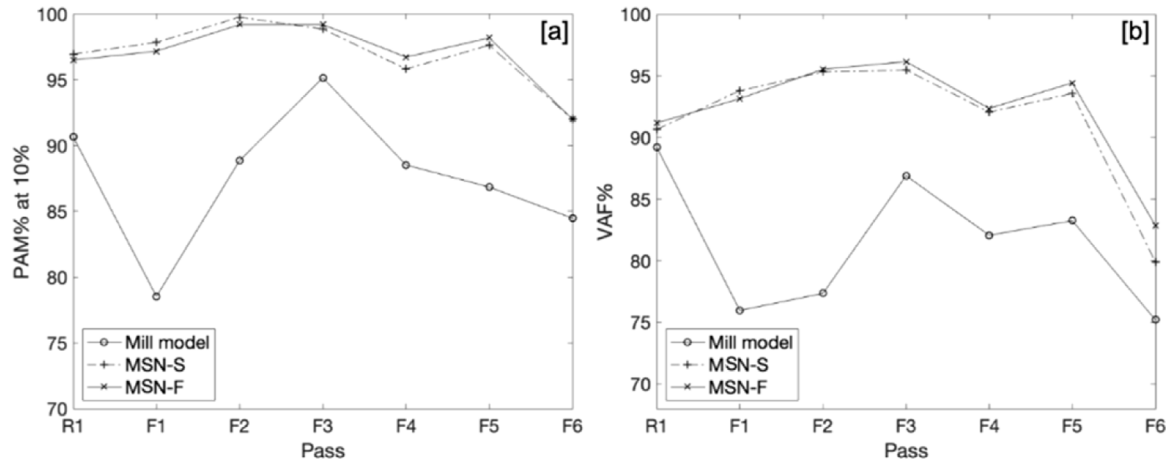 [a]
PAM% at 10%
100
95
90
85
80
75
70
Mill model
MSN-S
MSN-F
R1 F1 F2 F3 F4 F5 F6
Pass
[b]
VAF%
100
95
90
85
80
75
70
Mill model
MSN-S
MSN-F
R1 F1 F2 F3 F4 F5 F6
Pass